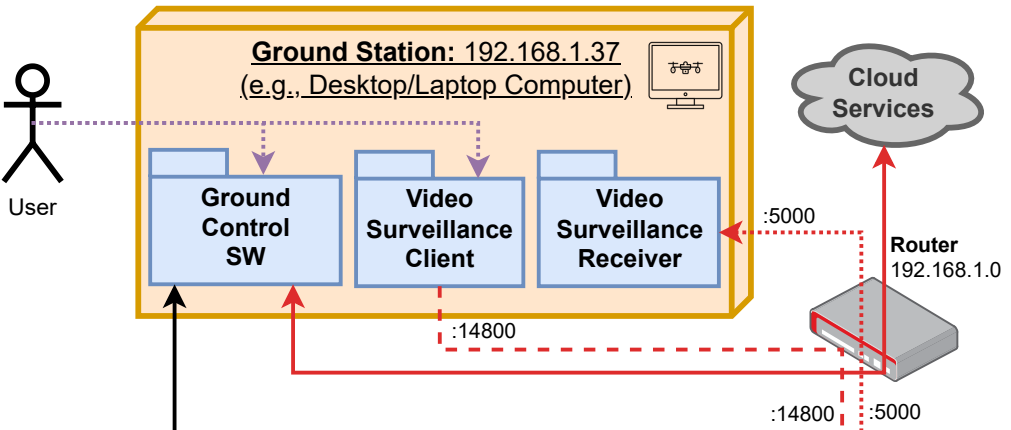 Ground Station: 192.168.1.37
(e.g., Desktop/Laptop Computer)
Cloud
Services
User
Ground
Control
SW
Video
Surveillance
Client
Video
Surveillance
Receiver
:5000
Router
192.168.1.0
:14800
:14800
:5000